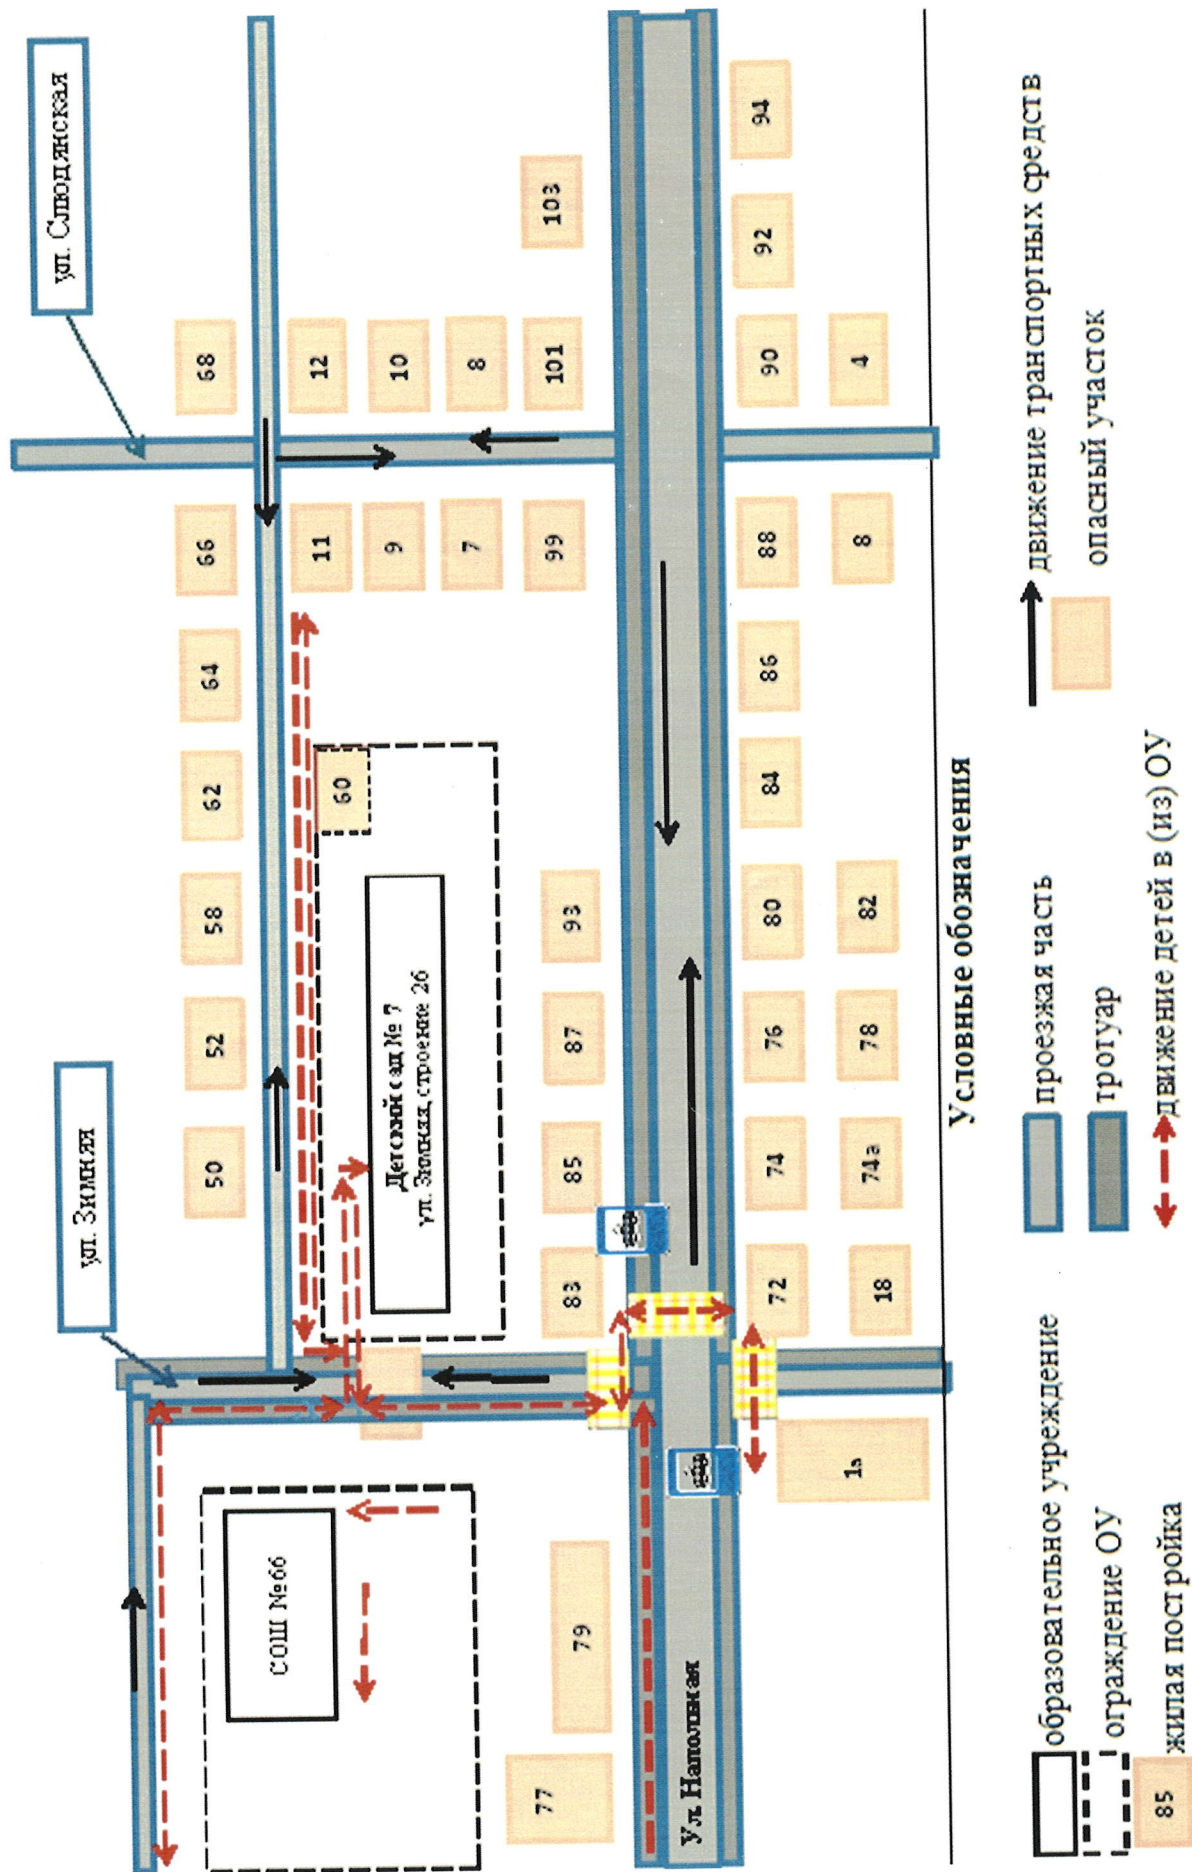 ул. Слюдянская
ул. Зимняя
50
52
58
62
64
66
68
СОШ №66
Детский сад № 7
ул. Зимняя, строение 26
60
11
12
9
10
7
8
77
79
83
85
87
93
99
101
103
Ул. Напольная
1а
72
74
76
80
84
86
88
90
92
94
18
74а
78
82
8
4
Условные обозначения
образовательное учреждение
проезжая часть
движение транспортных средств
ограждение ОУ
тротуар
опасный участок
85
жилая постройка
движение детей в (из) ОУ